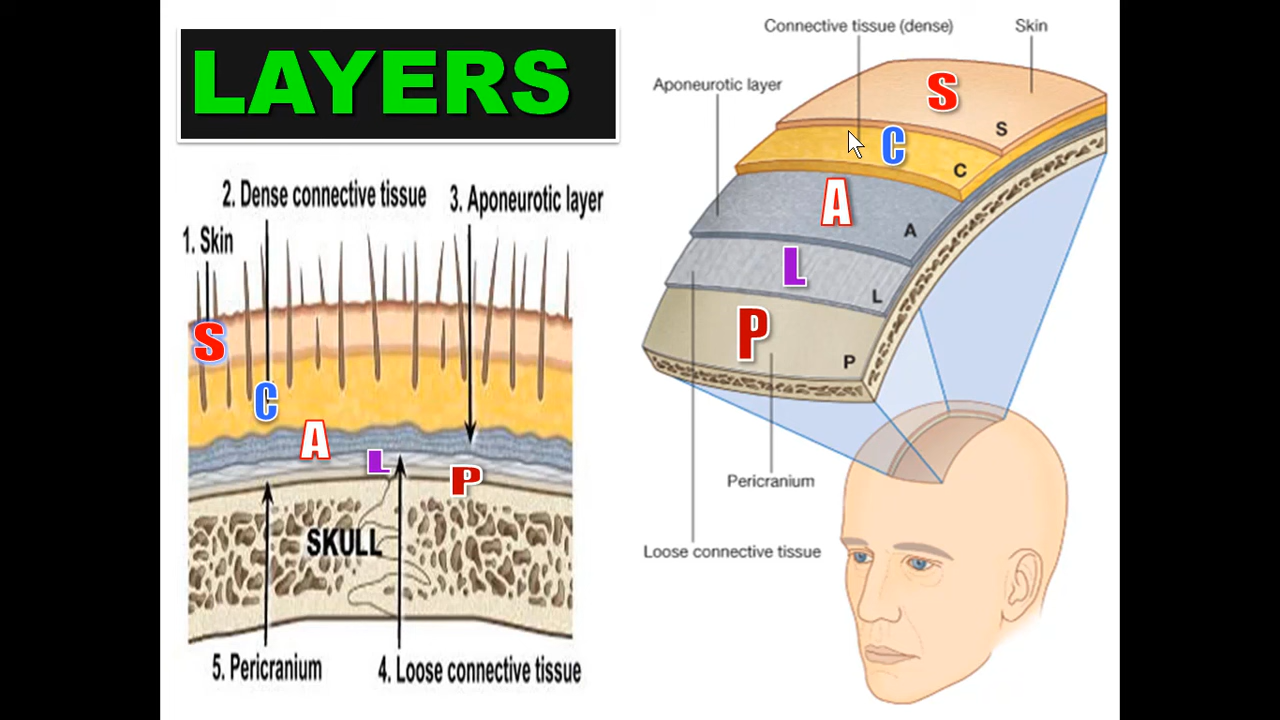 LAYERS
2. Dense connective tissue
3. Aponeurotic layer
1. Skin
S
C
A
L
P
SKULL
5. Pericranium
4. Loose connective tissue
Connective tissue (dense)
Skin
Aponeurotic layer
S
S
C
C
A
A
L
L
P
P
Pericranium
Loose connective tissue